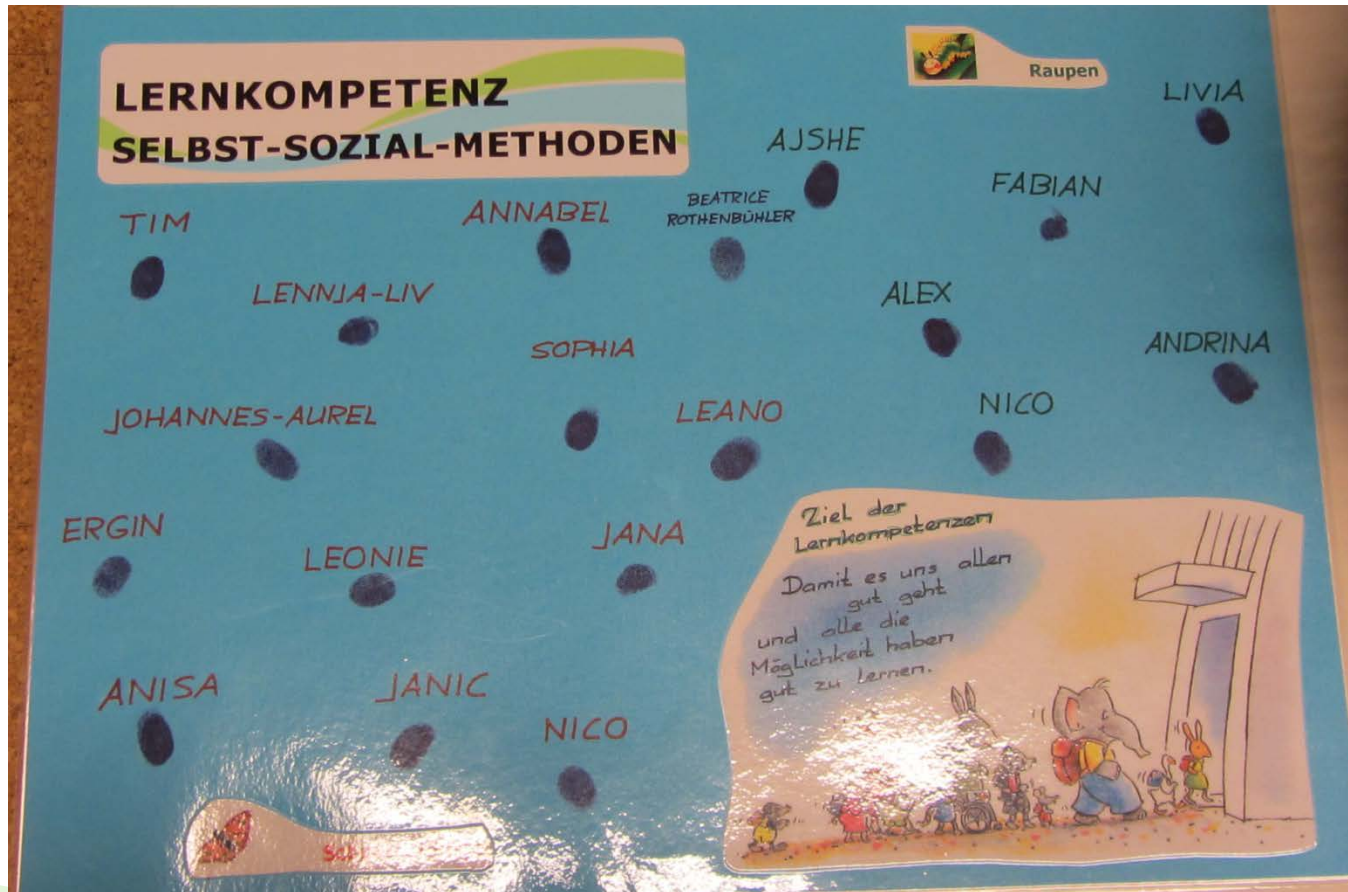 LERNKOMPETENZ
SELBST-SOZIAL-METHODEN
Raupen
LIVIA
AJSHE
FABIAN
BEATRICE
ROTHENBÜHLER
ANNABEL
TIM
LENNJA-LIV
ALEX
SOPHIA
ANDRINA
JOHANNES-AUREL
LEANO
NICO
ERGIN
LEONIE
JANA
Ziel der
Lernkompetenzen
Damit es uns allen
gut geht
und alle die
Möglichkeit haben
gut zu lernen.
ANISA
JANIC
NICO